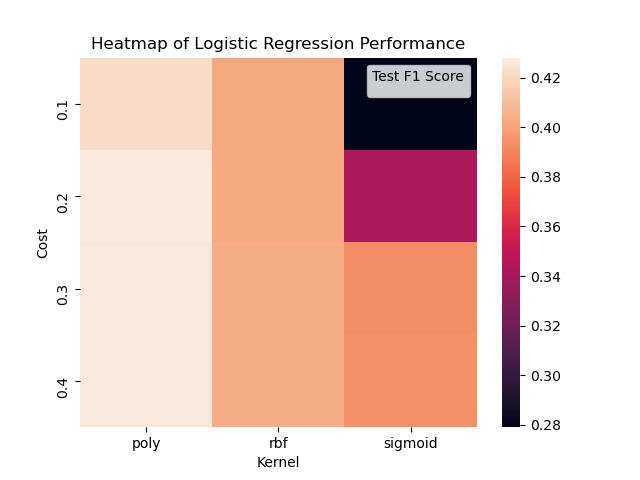 Heatmap of Logistic Regression Performance
Test F1 Score
Cost
0.1
0.2
0.3
0.4
poly rbf sigmoid
Kernel
0.42
0.40
0.38
0.36
0.34
0.32
0.30
0.28